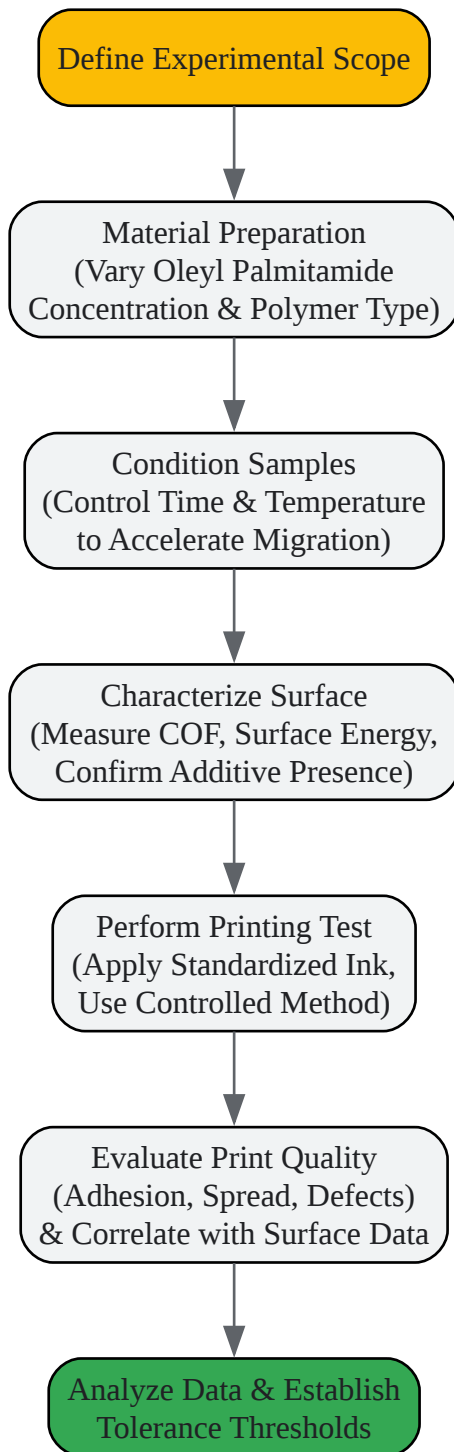 Define Experimental Scope
Material Preparation
(Vary Oleyl Palmitamide
Concentration & Polymer Type)
Condition Samples
(Control Time & Temperature
to Accelerate Migration)
Characterize Surface
(Measure COF, Surface Energy,
Confirm Additive Presence)
Perform Printing Test
(Apply Standardized Ink,
Use Controlled Method)
Evaluate Print Quality
(Adhesion, Spread, Defects)
& Correlate with Surface Data
Analyze Data & Establish
Tolerance Thresholds